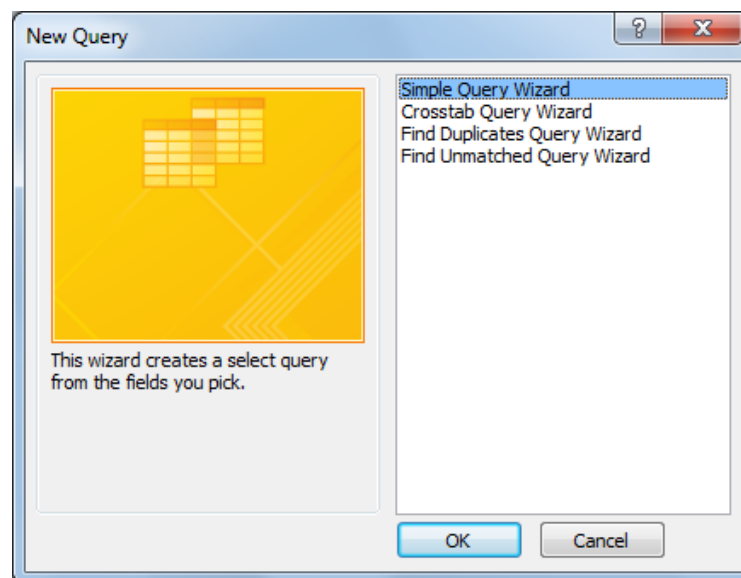 New Query
Simple Query Wizard
Crosstab Query Wizard
Find Duplicates Query Wizard
Find Unmatched Query Wizard
This wizard creates a select query
from the fields you pick.
OK
Cancel